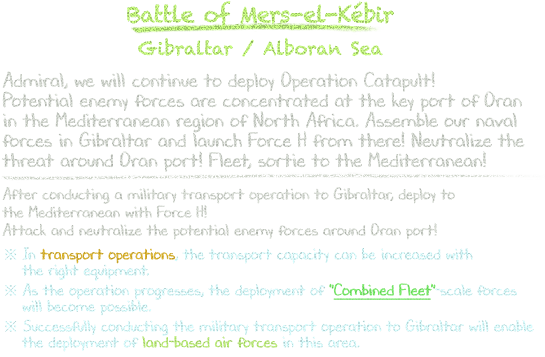 Battle of Mers-el-Kébir
Gibraltar / Alboran Sea
Admiral, we will continue to deploy Operation Catapult!
Potential enemy forces are concentrated at the key port of Oran
in the Mediterranean region of North Africa. Assemble our naval
forces in Gibraltar and launch Force H from there! Neutralize the
threat around Oran port! Fleet, sortie to the Mediterranean!
After conducting a military transport operation to Gibraltar, deploy to
the Mediterranean with Force H!
Attack and neutralize the potential enemy forces around Oran port!
※ In transport operations, the transport capacity can be increased with
the right equipment.
※ As the operation progresses, the deployment of "Combined Fleet"-scale forces
will become possible.
※ Successfully conducting the military transport operation to Gibraltar will enable
the deployment of land-based air forces in this area.